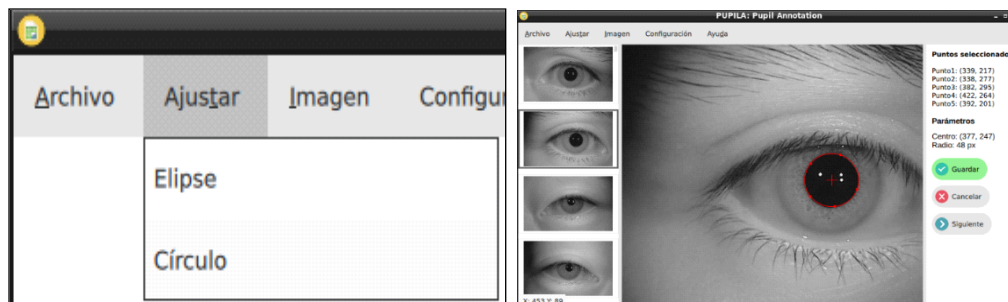 Archivo Ajustar Imagen Configur
Elipse
Círculo
PUPILA: Pupil Annotation
Archivo Ajustar Imagen Configuración Ayuda
Puntos seleccionado
Punto1: (339, 217)
Punto2: (338, 277)
Punto3: (382, 295)
Punto4: (422, 264)
Punto5: (392, 201)
Parámetros
Centro: (377, 247)
Radio: 48 px
Guardar
Cancelar
Siguiente
X: 453 Y: 89